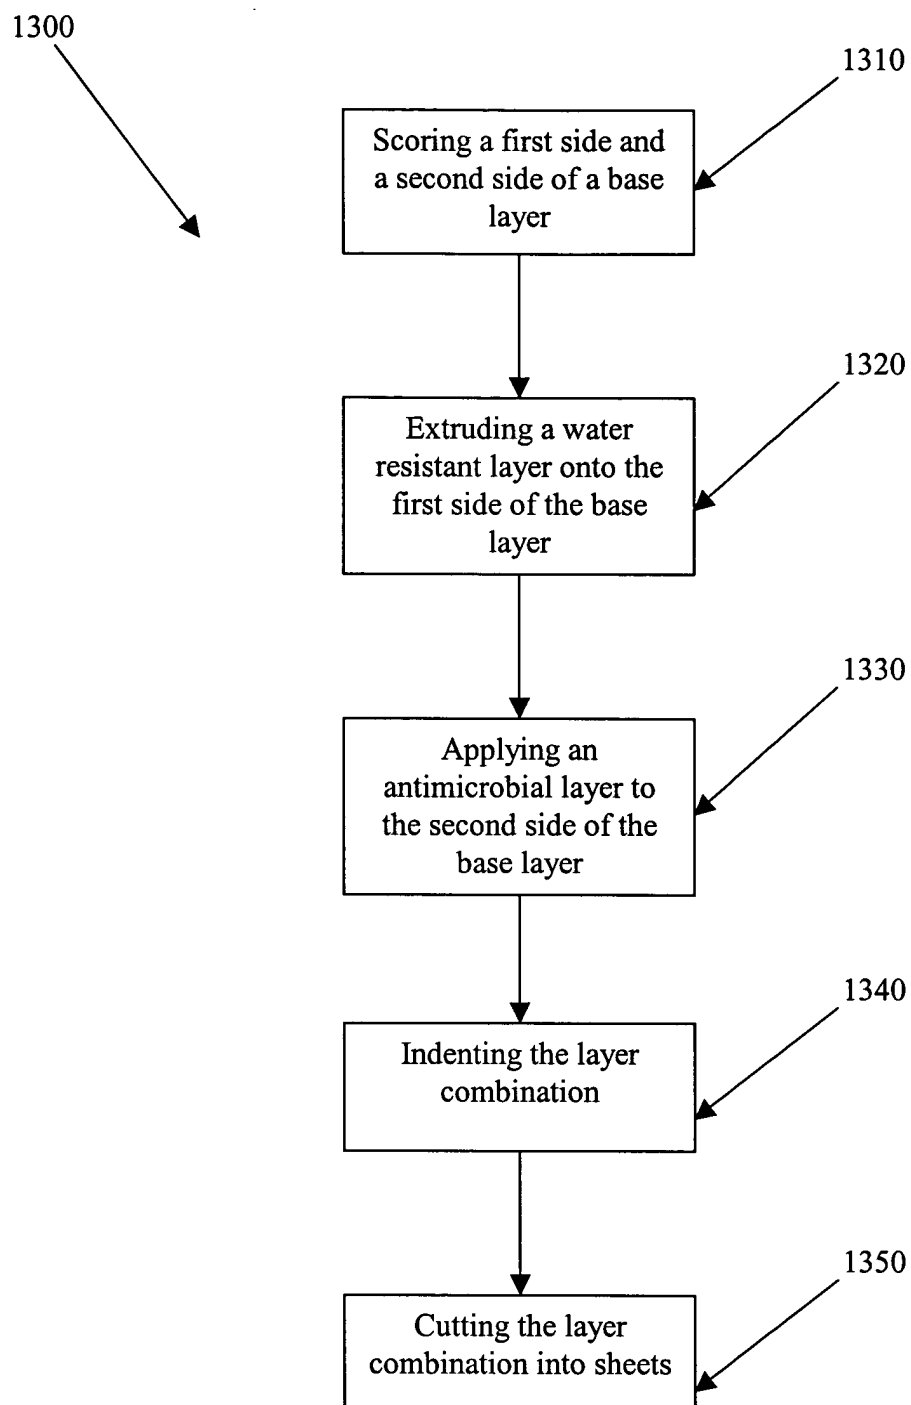 1300
1310
Scoring a first side and
a second side of a base
layer
1320
Extruding a water
resistant layer onto the
first side of the base
layer
1330
Applying an
antimicrobial layer to
the second side of the
base layer
1340
Indenting the layer
combination
1350
Cutting the layer
combination into sheets